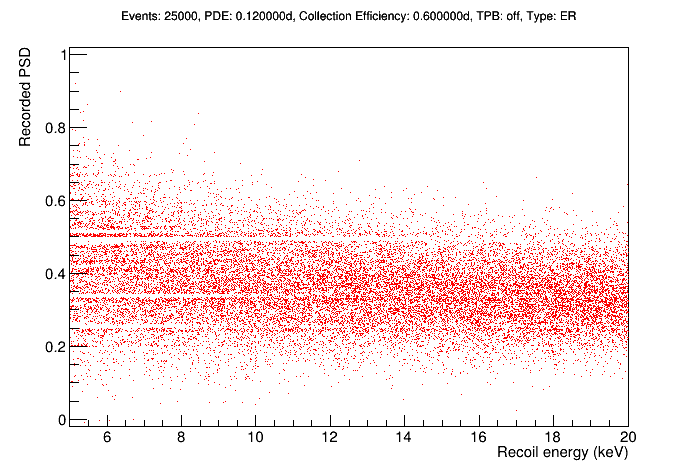 Events: 25000, PDE: 0.120000d, Collection Efficiency: 0.600000d, TPB: off, Type: ER
Recorded PSD
1
0.8
0.6
0.4
0.2
0
6 8 10 12 14 16 18 20
Recoil energy (keV)